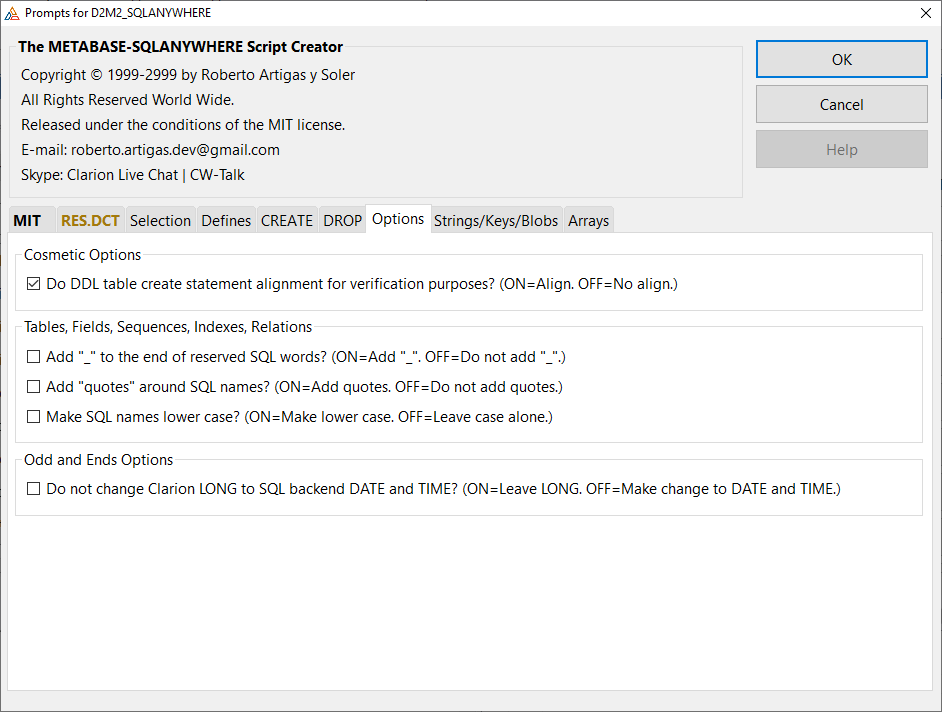 Prompts for D2M2_SQLANYWHERE
The METABASE-SQLANYWHERE Script Creator
Copyright © 1999-2999 by Roberto Artigas y Soler
All Rights Reserved World Wide.
Released under the conditions of the MIT license.
E-mail: roberto.artigas.dev@gmail.com
Skype: Clarion Live Chat | CW-Talk
OK
Cancel
Help
MIT RES.DCT Selection Defines CREATE DROP Options Strings/Keys/Blobs Arrays
Cosmetic Options
Do DDL table create statement alignment for verification purposes? (ON=Align. OFF=No align.)
Tables, Fields, Sequences, Indexes, Relations
Add "_" to the end of reserved SQL words? (ON=Add "_". OFF=Do not add "_".)
Add "quotes" around SQL names? (ON=Add quotes. OFF=Do not add quotes.)
Make SQL names lower case? (ON=Make lower case. OFF=Leave case alone.)
Odd and Ends Options
Do not change Clarion LONG to SQL backend DATE and TIME? (ON=Leave LONG. OFF=Make change to DATE and TIME.)